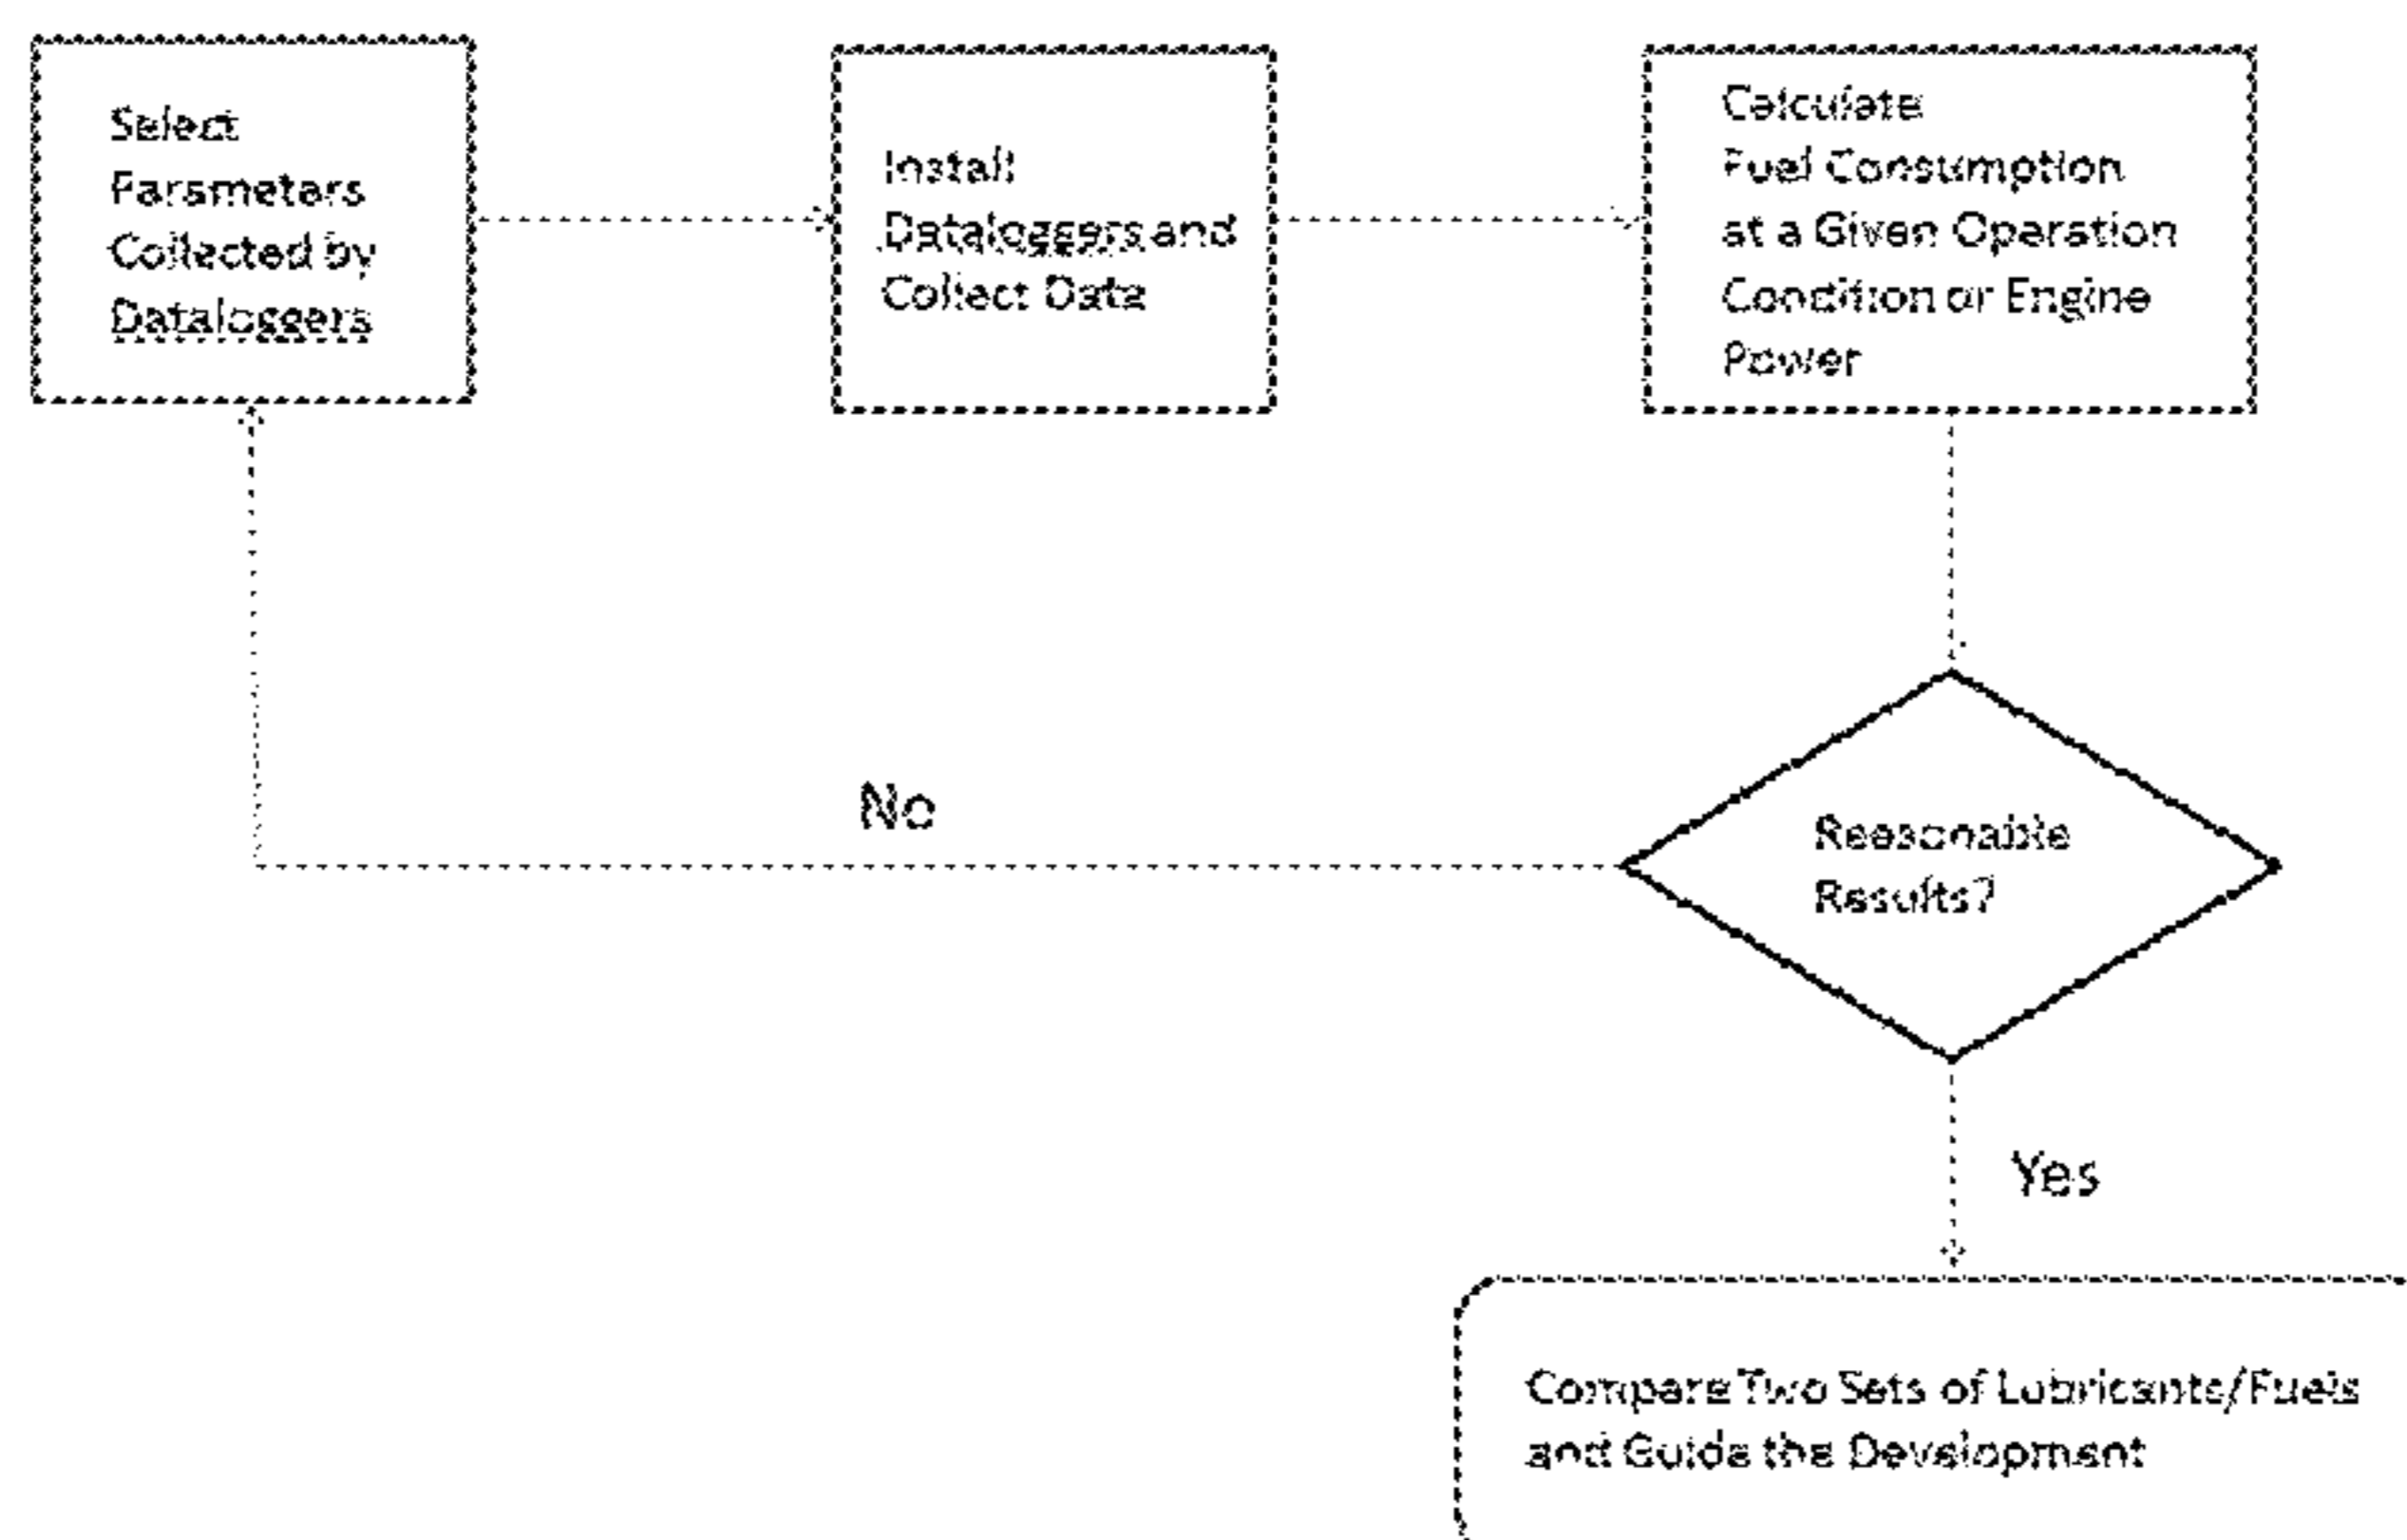 Select
Parameters
Collected by
Dataloggers
Install
Dataloggers and
Collect Data
Calculate
Fuel Consumption
at a Given Operation
Condition or Engine
Power
No
Reasonable
Results?
Yes
Compare Two Sets of Lubricants/Fuels
and Guide the Development